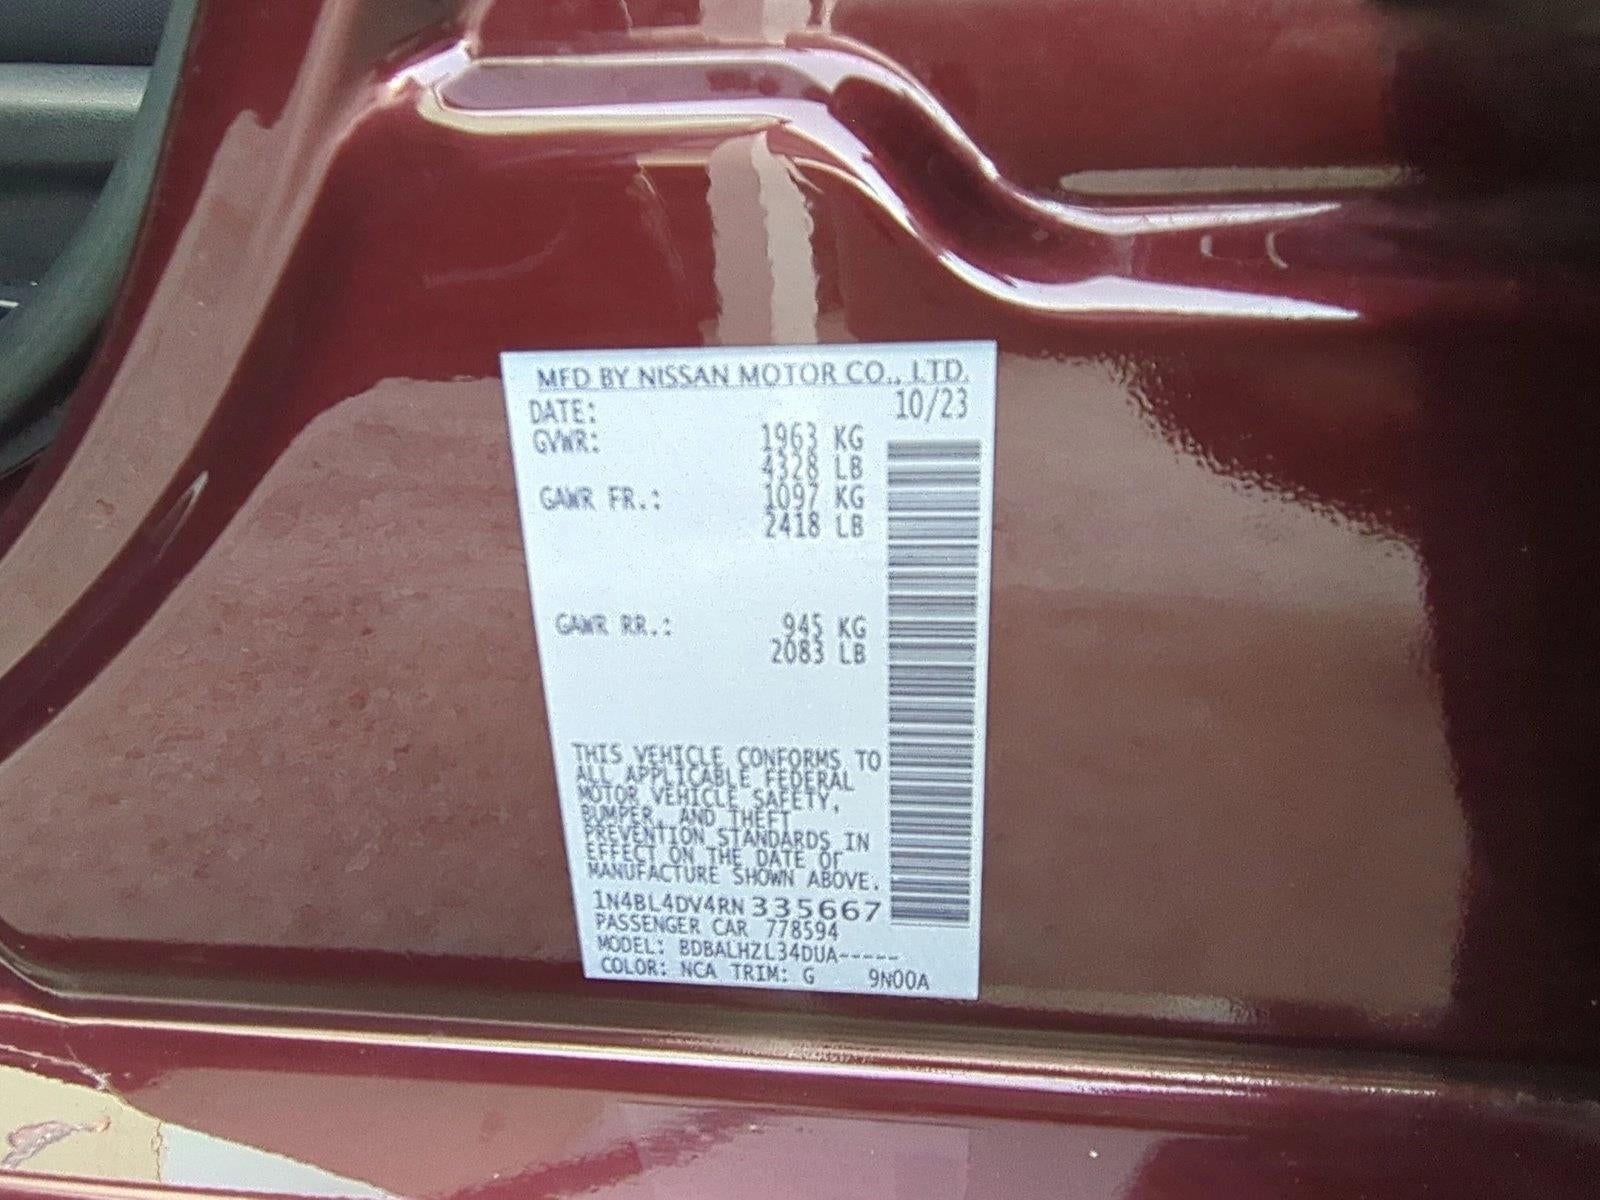 MFD BY NISSAN MOTOR CO., LTD.
DATE: 10/23
GVWR: 1963 KG
4328 LB
GAWR FR.: 1097 KG
2418 LB
GAWR RR.: 945 KG
2083 LB
THIS VEHICLE CONFORMS TO
ALL APPLICABLE FEDERAL
MOTOR VEHICLE SAFETY,
BUMPER, AND THEFT
PREVENTION STANDARDS IN
EFFECT ON THE DATE OF
MANUFACTURE SHOWN ABOVE.
1N4BL4DV4RN335667
PASSENGER CAR 778594
MODEL: BDBALHZL34DUA-----
COLOR: NCA TRIM: G 9N00A